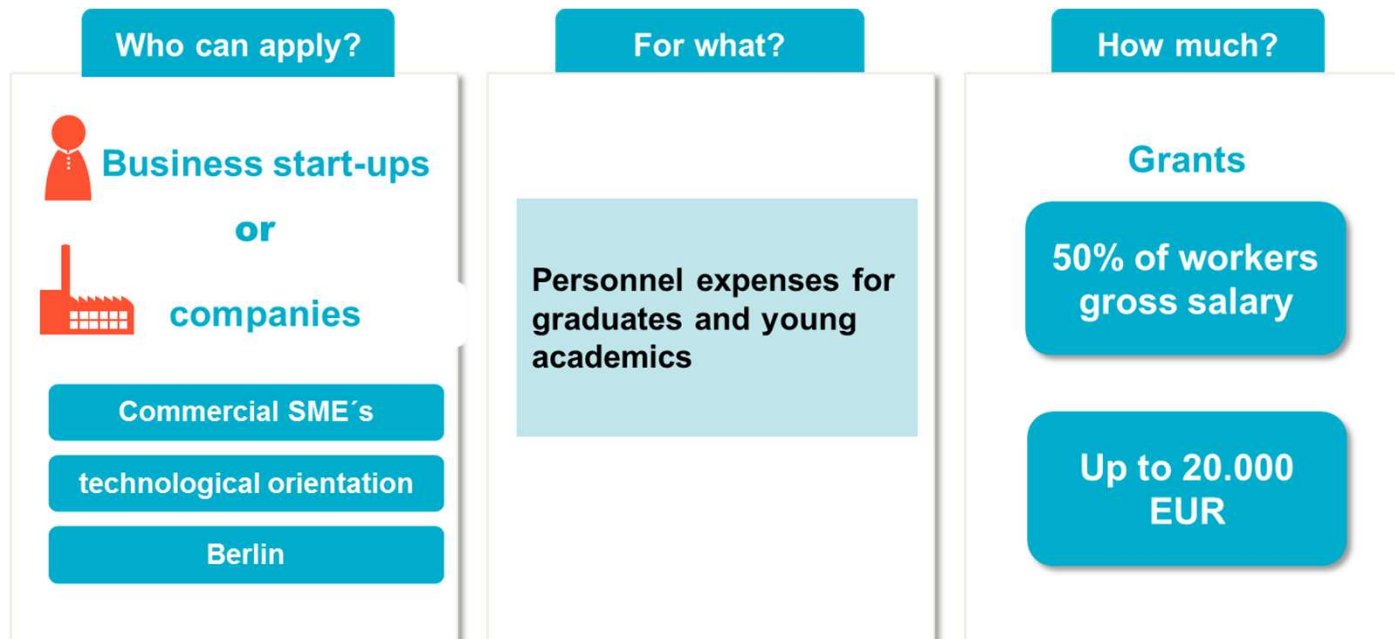 Who can apply?
Business start-ups
or
companies
Commercial SME´s
technological orientation
Berlin
For what?
Personnel expenses for
graduates and young
academics
How much?
Grants
50% of workers
gross salary
Up to 20.000
EUR